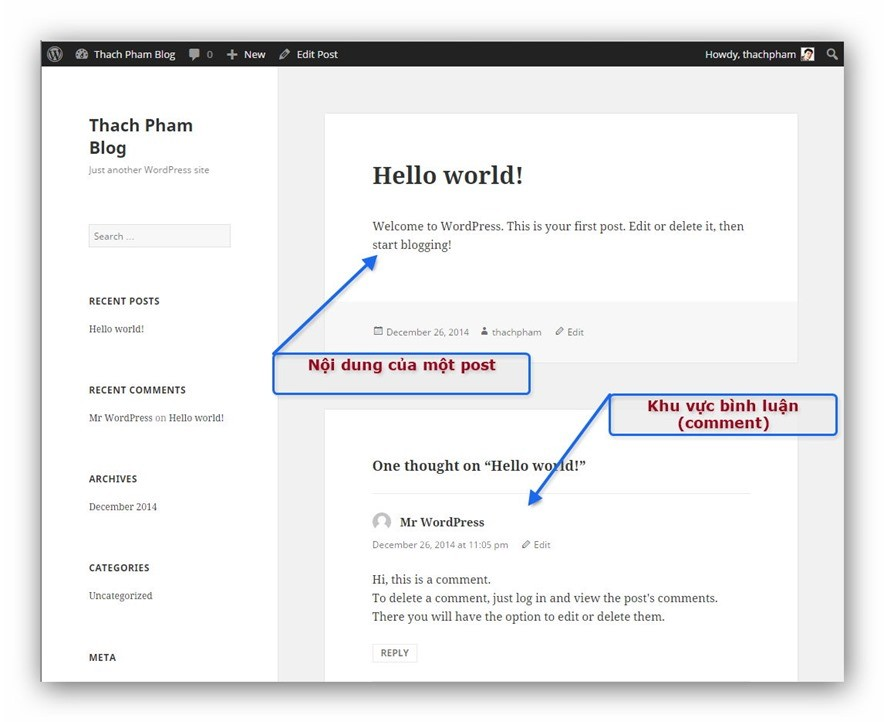 Thach Pham Blog 0 New Edit Post Howdy, thachpham
Thach Pham
Blog
Just another WordPress site
Search ...
RECENT POSTS
Hello world!
RECENT COMMENTS
Mr WordPress on Hello world!
ARCHIVES
December 2014
CATEGORIES
Uncategorized
META
Hello world!
Welcome to WordPress. This is your first post. Edit or delete it, then
start blogging!
December 26, 2014 thachpham Edit
Nội dung của một post
Khu vực bình luận
(comment)
One thought on “Hello world!”
Mr WordPress
December 26, 2014 at 11:05 pm Edit
Hi, this is a comment.
To delete a comment, just log in and view the post's comments.
There you will have the option to edit or delete them.
REPLY